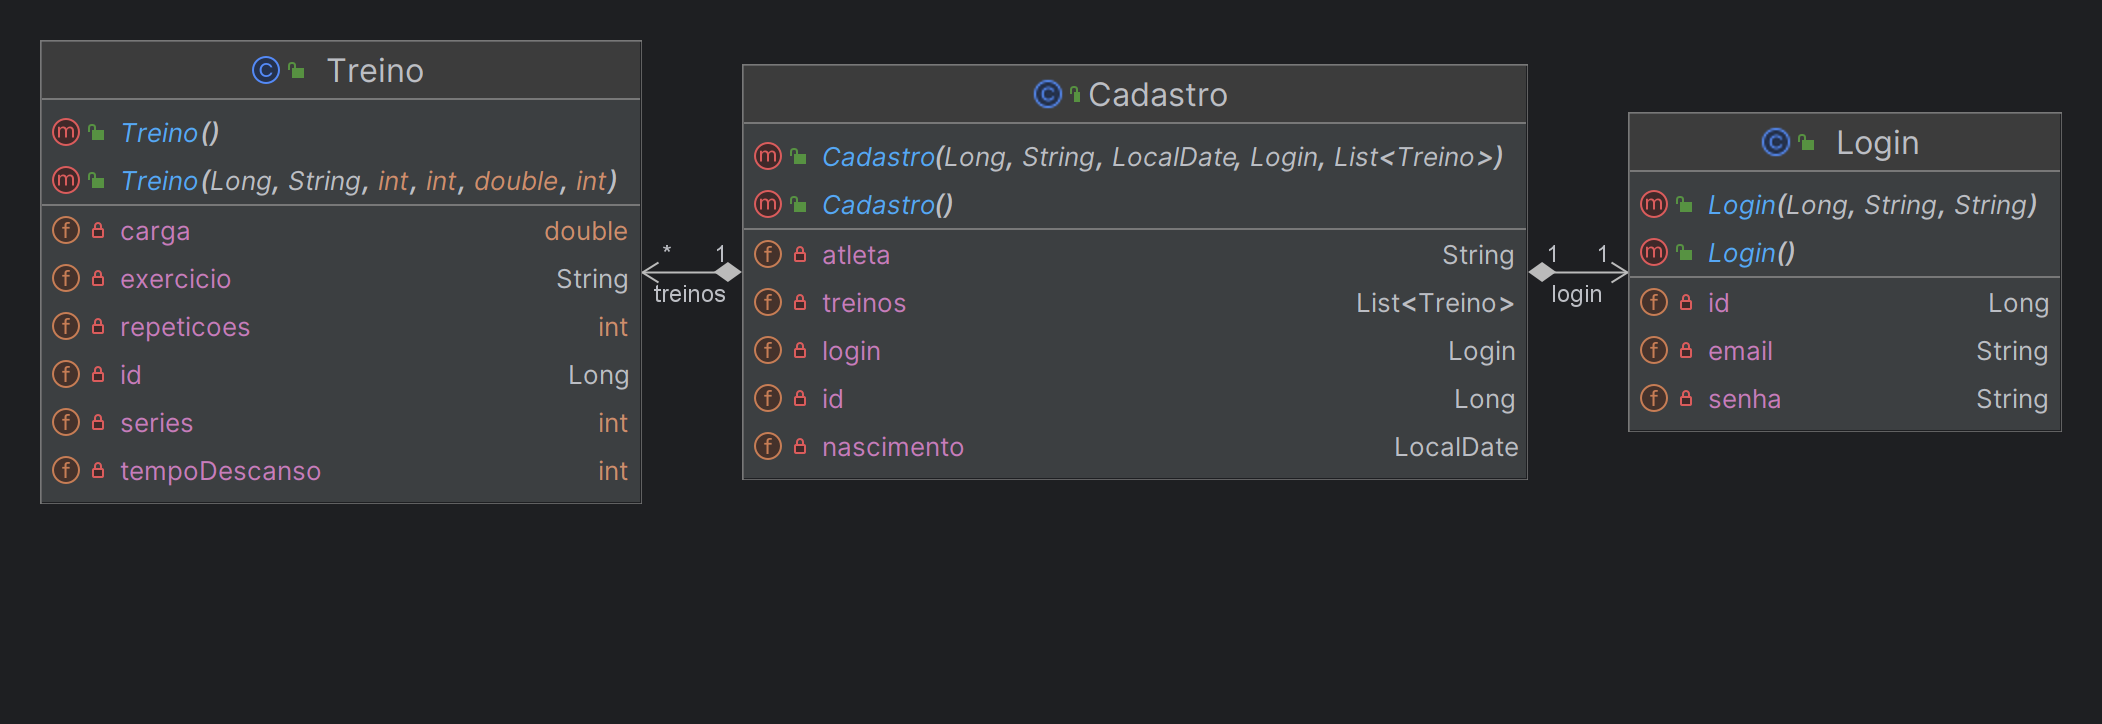 Treino
Treino()
Treino(Long, String, int, int, double, int)
carga double
exercicio String
repeticoes int
id Long
series int
tempoDescanso int
* 1
treinos
Cadastro
Cadastro(Long, String, LocalDate, Login, List<Treino>)
Cadastro()
atleta String
treinos List<Treino>
login Login
id Long
nascimento LocalDate
1 1
login
Login
Login(Long, String, String)
Login()
id Long
email String
senha String